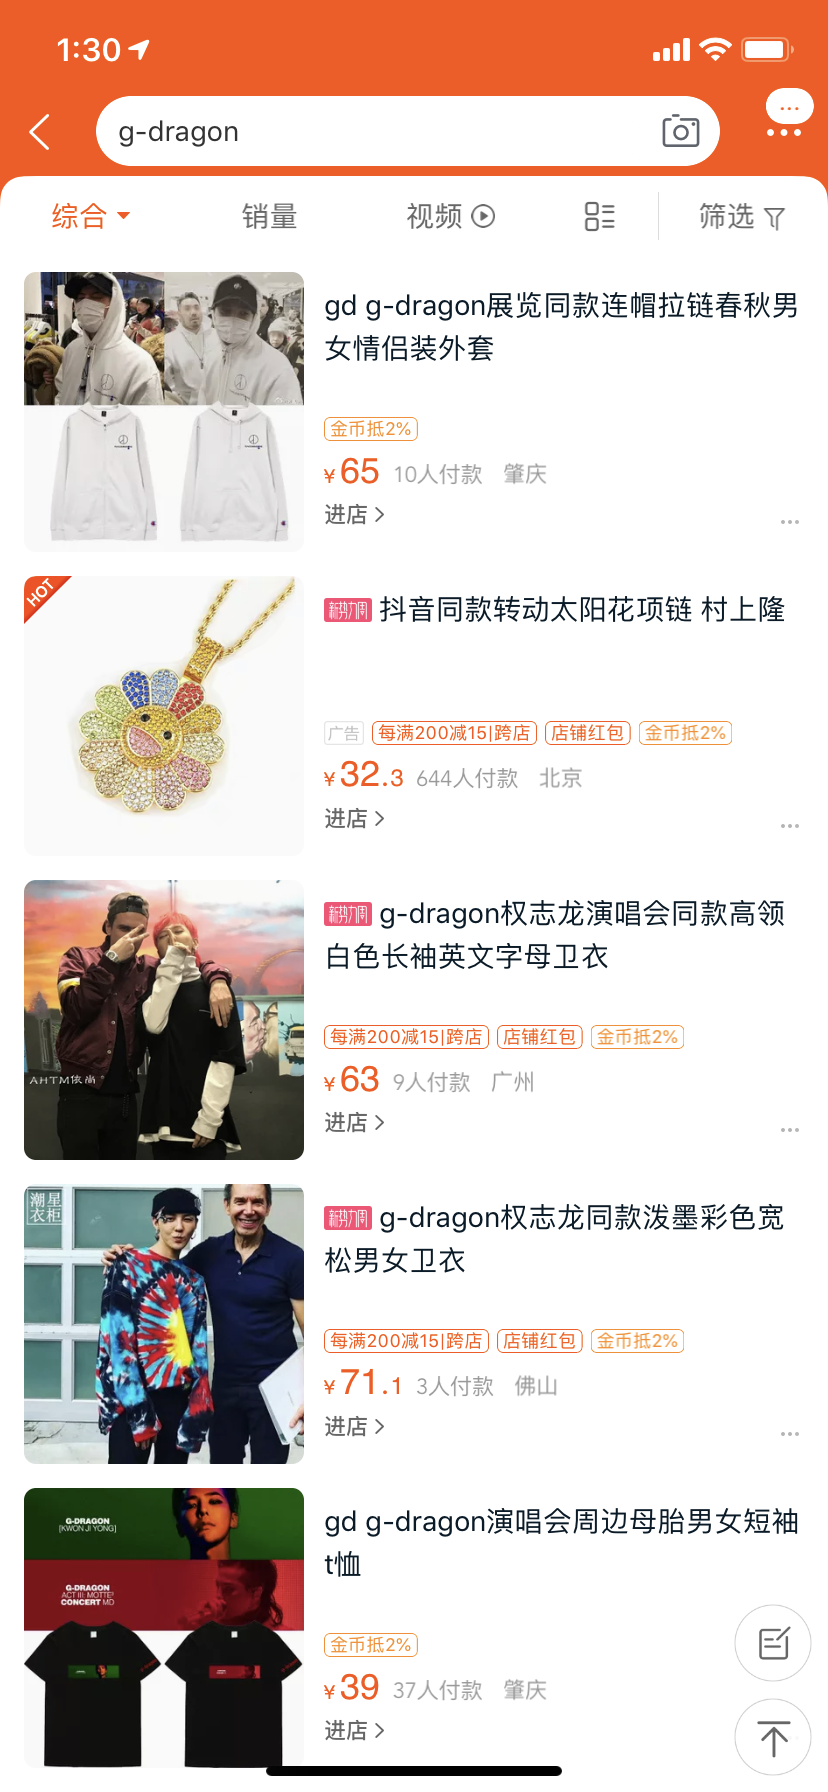 1:30
g-dragon
综合
销量
视频
筛选
gd g-dragon展览同款连帽拉链春秋男
女情侣装外套
金币抵2%
¥65 10人付款 肇庆
进店 >
HOT
新势力周 抖音同款转动太阳花项链 村上隆
广告 每满200减15|跨店 店铺红包 金币抵2%
¥32.3 644人付款 北京
进店 >
AHTM依尚
新势力周 g-dragon权志龙演唱会同款高领
白色长袖英文字母卫衣
每满200减15|跨店 店铺红包 金币抵2%
¥63 9人付款 广州
进店 >
潮星
衣柜
新势力周 g-dragon权志龙同款泼墨彩色宽
松男女卫衣
每满200减15|跨店 店铺红包 金币抵2%
¥71.1 3人付款 佛山
进店 >
G-DRAGON
[KWON JI YONG]
G-DRAGON
ACT III: MOTTE
CONCERT MD
gd g-dragon演唱会周边母胎男女短袖
t恤
金币抵2%
¥39 37人付款 肇庆
进店 >